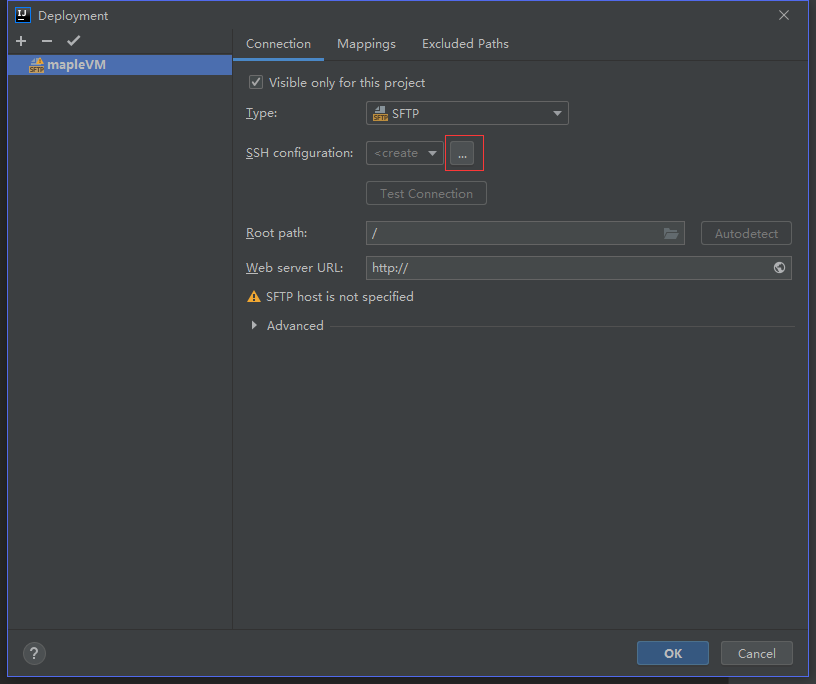 Deployment
mapleVM
Connection Mappings Excluded Paths
Visible only for this project
Type: SFTP
SSH configuration: <create ...
Test Connection
Root path: / Autodetect
Web server URL: http://
SFTP host is not specified
Advanced
? OK Cancel